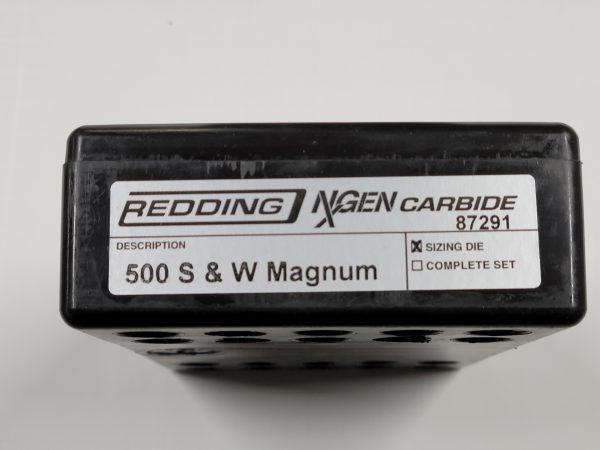 REDDING NXGEN CARBIDE
87291
DESCRIPTION
500 S & W Magnum
SIZING DIE
COMPLETE SET